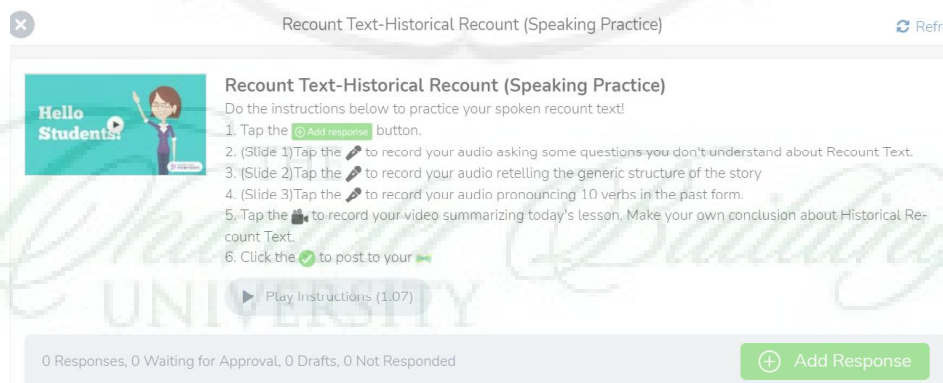 Recount Text-Historical Recount (Speaking Practice)
Refr
Hello
Students!
Recount Text-Historical Recount (Speaking Practice)
Do the instructions below to practice your spoken recount text!
1. Tap the Add response button.
2. (Slide 1)Tap the to record your audio asking some questions you don't understand about Recount Text.
3. (Slide 2)Tap the to record your audio retelling the generic structure of the story
4. (Slide 3)Tap the to record your audio pronouncing 10 verbs in the past form.
5. Tap the to record your video summarizing today's lesson. Make your own conclusion about Historical Re-
count Text.
6. Click the to post to your
Play Instructions (1.07)
UNIVERSITY
0 Responses, 0 Waiting for Approval, 0 Drafts, 0 Not Responded
Add Response